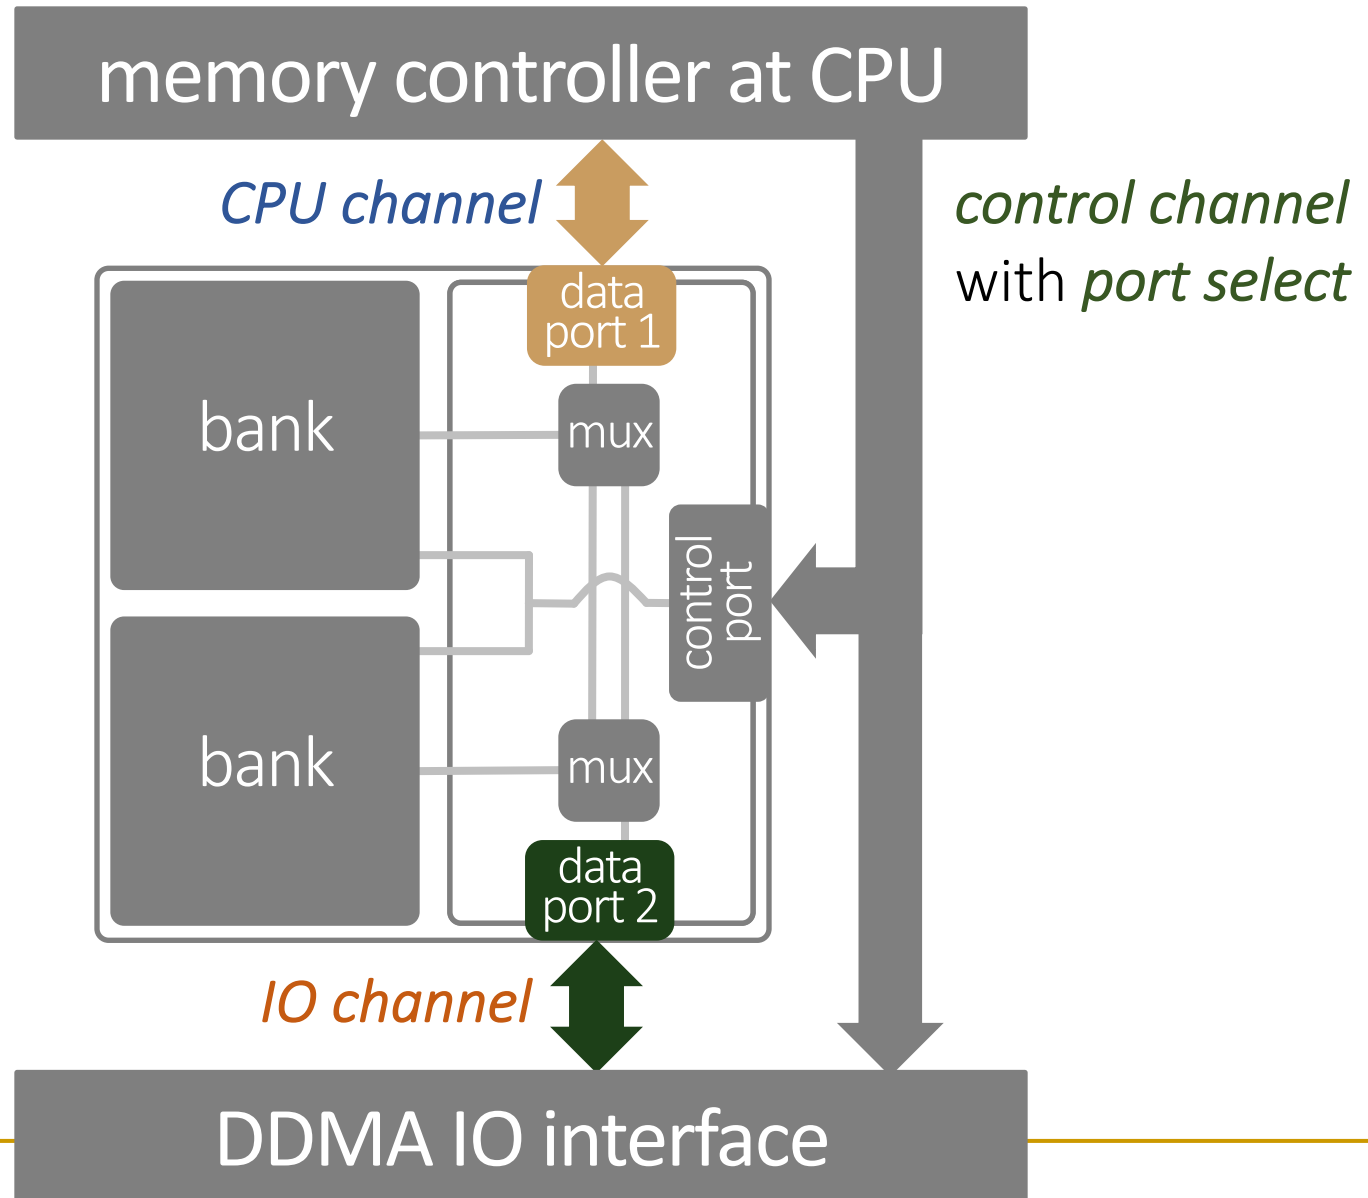 memory controller at CPU
CPU channel
control channel
with port select
data
port 1
bank
mux
control
port
bank
mux
data
port 2
IO channel
DDMA IO interface